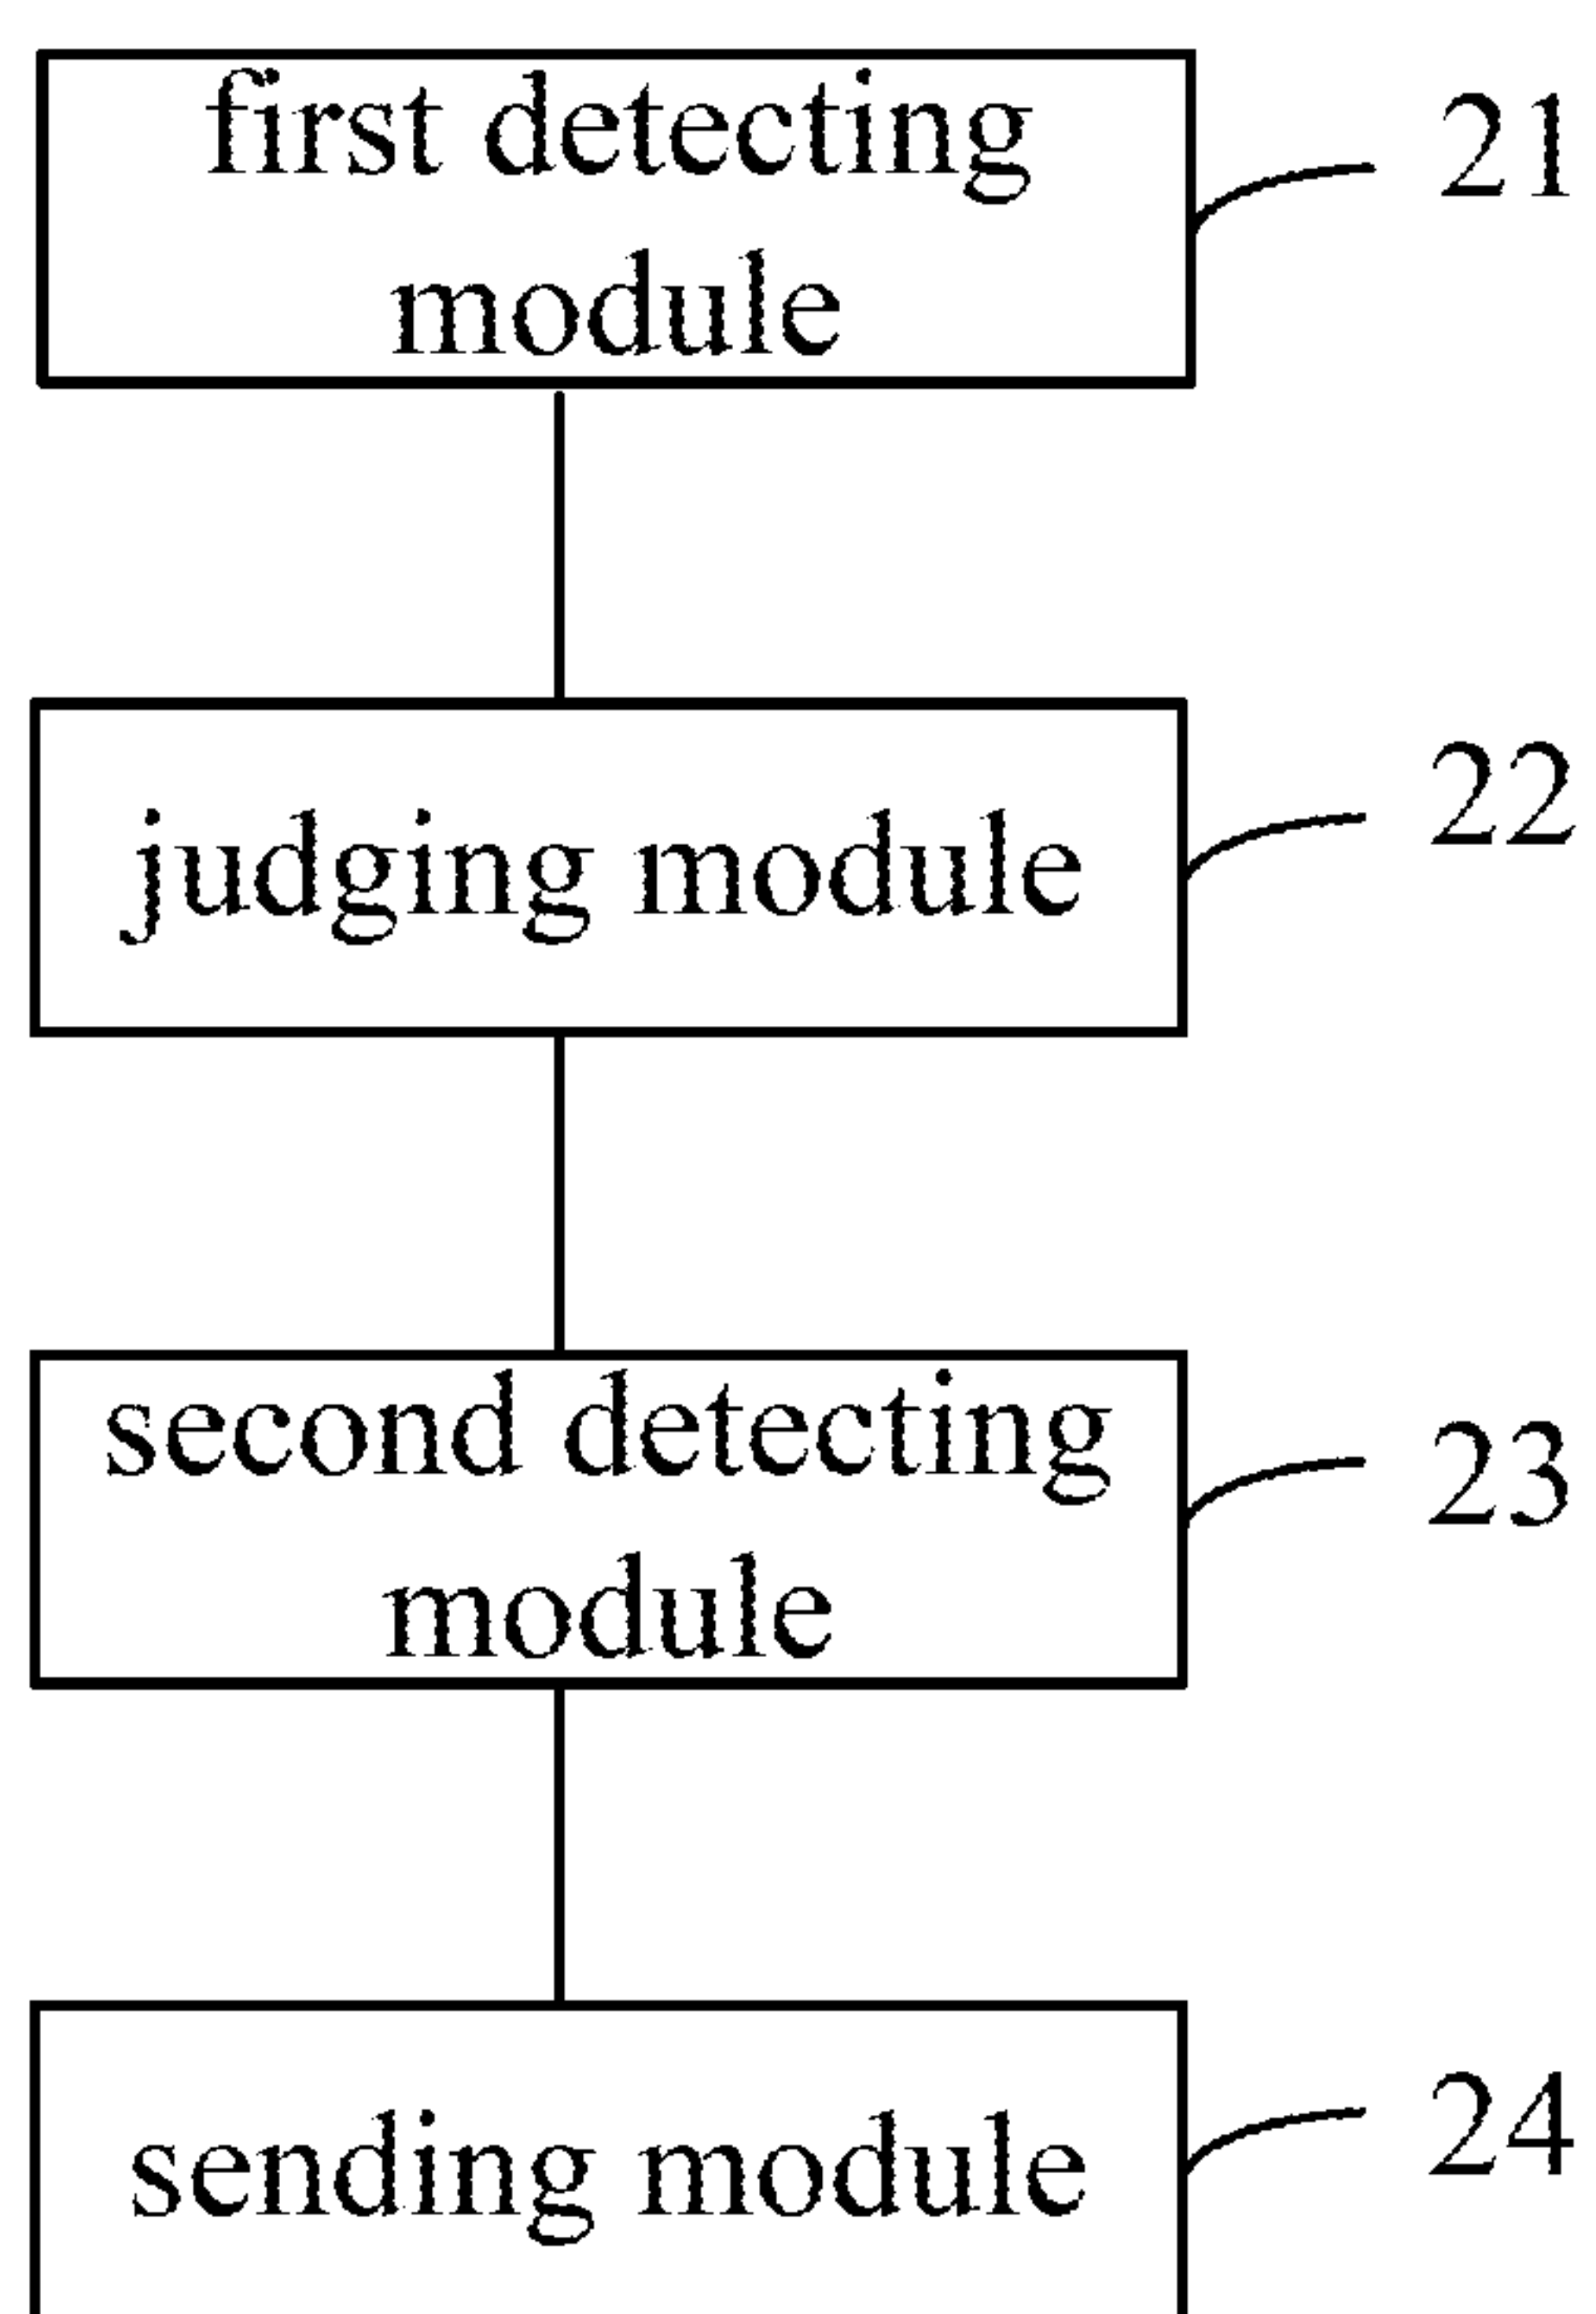 first detecting
module
21
judging module
22
second detecting
module
23
sending module
24